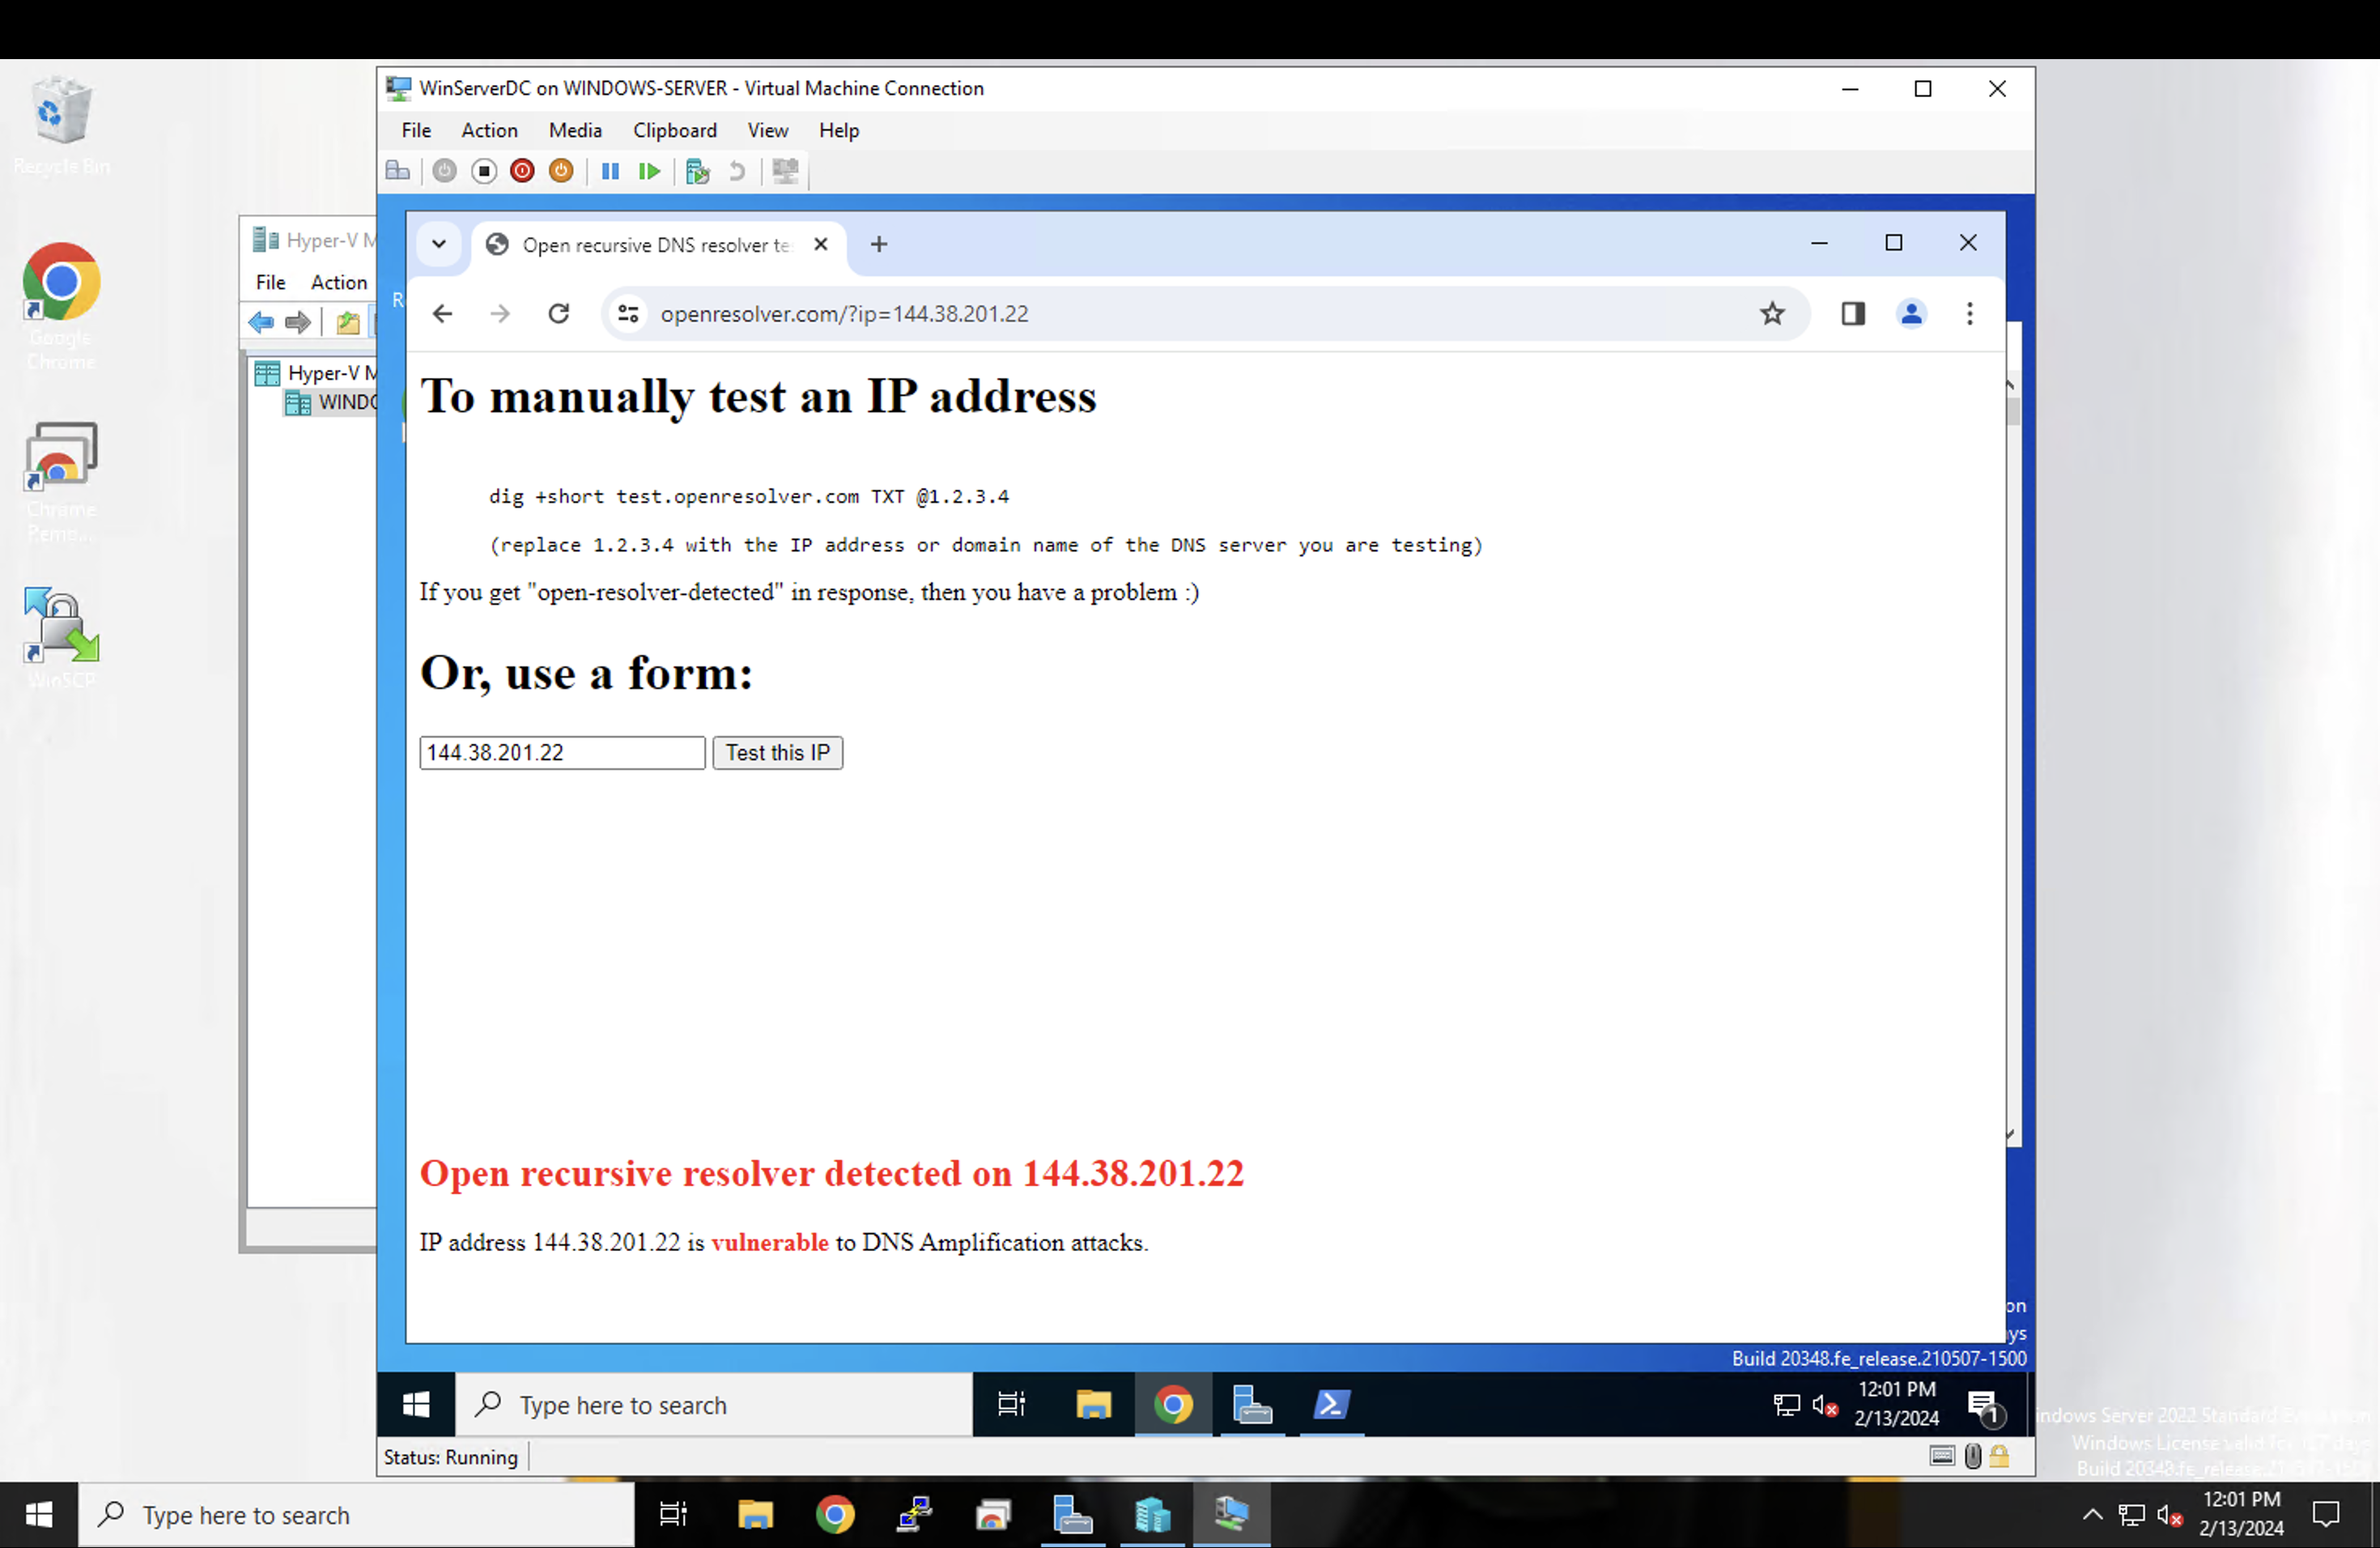 Recycle Bin
Google
Chrome
Chrome
Remo...
WinSCP
Hyper-V M
File Action
Hyper-V M
WINDO
WinServerDC on WINDOWS-SERVER - Virtual Machine Connection
File Action Media Clipboard View Help
R
Open recursive DNS resolver te
openresolver.com/?ip=144.38.201.22
To manually test an IP address
dig +short test.openresolver.com TXT @1.2.3.4
(replace 1.2.3.4 with the IP address or domain name of the DNS server you are testing)
If you get "open-resolver-detected" in response, then you have a problem :)
Or, use a form:
144.38.201.22 Test this IP
Open recursive resolver detected on 144.38.201.22
IP address 144.38.201.22 is vulnerable to DNS Amplification attacks.
on
ys
Build 20348.fe_release.210507-1500
Type here to search
12:01 PM
2/13/2024
1
Status: Running
indows Server 2022 Standard
Windows License valid for days
Build 20348.fe_release
Type here to search
12:01 PM
2/13/2024